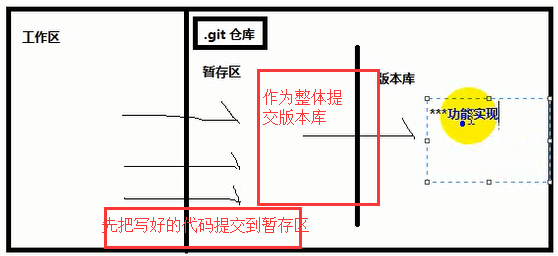 工作区
.git 仓库
暂存区
版本库
作为整体提
交版本库
***功能实现
先把写好的代码提交到暂存区